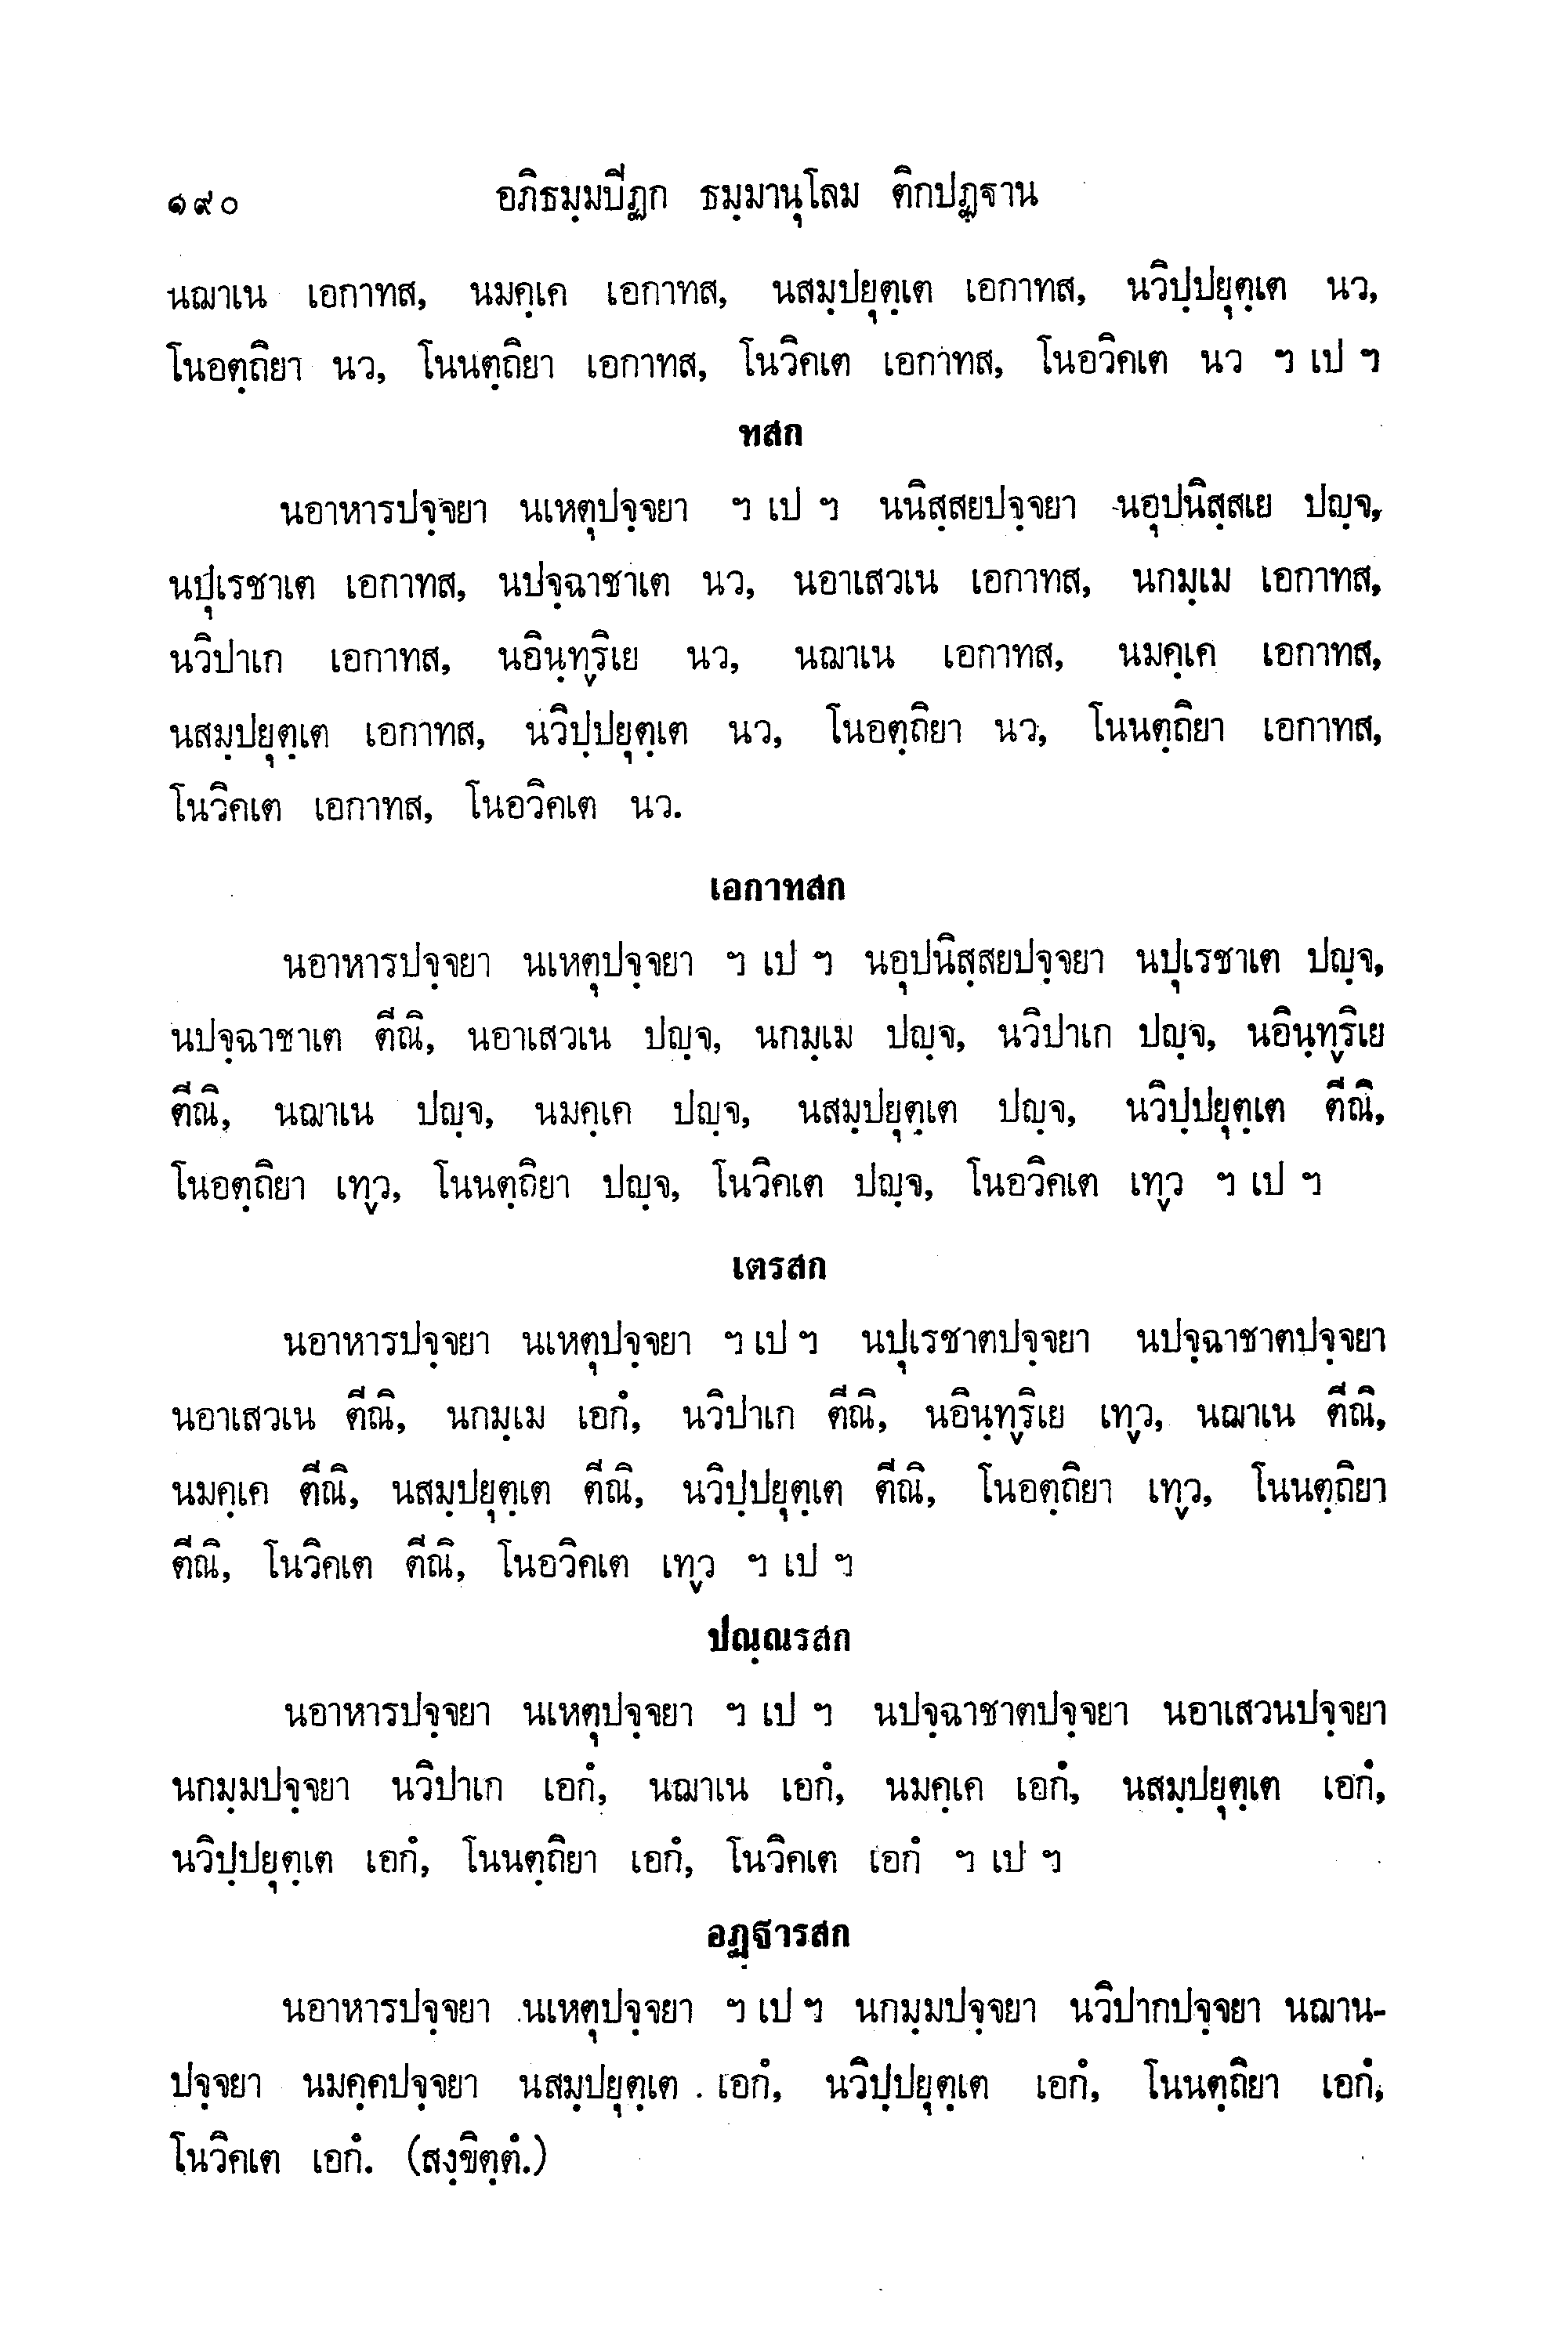 ๑๙๐ อภิธมฺมปีฏก ธมฺมานุโลม ติกปฏฺฐาน
นฌาเน เอกาทส, นมคฺเค เอกาทส, นสมฺปยุตฺเต เอกาทส, นวิปฺปยุตฺเต นว,
โนอตฺถิยา นว, โนนตฺถิยา เอกาทส, โนวิคเต เอกาทส, โนอวิคเต นว ฯ เป ฯ
ทสก
นอาหารปจฺจยา นเหตุปจฺจยา ฯ เป ฯ นนิสฺสยปจฺจยา นอุปนิสฺสเย ปญฺจ,
นปุเรชาเต เอกาทส, นปจฺฉาชาเต นว, นอาเสวเน เอกาทส, นกมฺเม เอกาทส,
นวิปาเก เอกาทส, นอินฺทฺริเย นว, นฌาเน เอกาทส, นมคฺเค เอกาทส,
นสมฺปยุตฺเต เอกาทส, นวิปฺปยุตฺเต นว, โนอตฺถิยา นว, โนนตฺถิยา เอกาทส,
โนวิคเต เอกาทส, โนอวิคเต นว.
เอกาทสก
นอาหารปจฺจยา นเหตุปจฺจยา ฯ เป ฯ นอุปนิสฺสยปจฺจยา นปุเรชาเต ปญฺจ,
นปจฺฉาชาเต ตีณิ, นอาเสวเน ปญฺจ, นกมฺเม ปญฺจ, นวิปาเก ปญฺจ, นอินฺทฺริเย
ตีณิ, นฌาเน ปญฺจ, นมคฺเค ปญฺจ, นสมฺปยุตฺเต ปญฺจ, นวิปฺปยุตฺเต ตีณิ,
โนอตฺถิยา เทฺว, โนนตฺถิยา ปญฺจ, โนวิคเต ปญฺจ, โนอวิคเต เทฺว ฯ เป ฯ
เตรสก
นอาหารปจฺจยา นเหตุปจฺจยา ฯ เป ฯ นปุเรชาตปจฺจยา นปจฺฉาชาตปจฺจยา
นอาเสวเน ตีณิ, นกมฺเม เอกํ, นวิปาเก ตีณิ, นอินฺทฺริเย เทฺว, นฌาเน ตีณิ,
นมคฺเค ตีณิ, นสมฺปยุตฺเต ตีณิ, นวิปฺปยุตฺเต ตีณิ, โนอตฺถิยา เทฺว, โนนตฺถิยา
ตีณิ, โนวิคเต ตีณิ, โนอวิคเต เทฺว ฯ เป ฯ
ปณฺณรสก
นอาหารปจฺจยา นเหตุปจฺจยา ฯ เป ฯ นปจฺฉาชาตปจฺจยา นอาเสวนปจฺจยา
นกมฺมปจฺจยา นวิปาเก เอกํ, นฌาเน เอกํ, นมคฺเค เอกํ, นสมฺปยุตฺเต เอกํ,
นวิปฺปยุตฺเต เอกํ, โนนตฺถิยา เอกํ, โนวิคเต เอกํ ฯ เป ฯ
อฏฺฐารสก
นอาหารปจฺจยา นเหตุปจฺจยา ฯ เป ฯ นกมฺมปจฺจยา นวิปากปจฺจยา นฌาน-
ปจฺจยา นมคฺคปจฺจยา นสมฺปยุตฺเต เอกํ, นวิปฺปยุตฺเต เอกํ, โนนตฺถิยา เอกํ,
โนวิคเต เอกํ. (สงฺขิตฺตํ.)